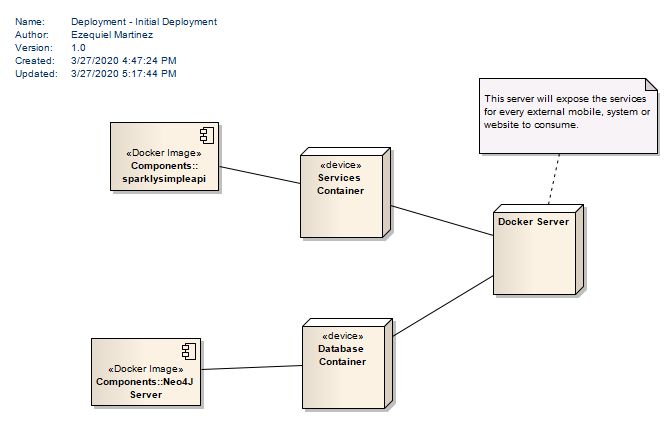 Name: Deployment - Initial Deployment
Author: Ezequiel Martinez
Version: 1.0
Created: 3/27/2020 4:47:24 PM
Updated: 3/27/2020 5:17:44 PM
This server will expose the services
for every external mobile, system or
website to consume.
«Docker Image»
Components::
sparklysimpleapi
«device»
Services
Container
Docker Server
«device»
Database
Container
«Docker Image»
Components::Neo4J
Server